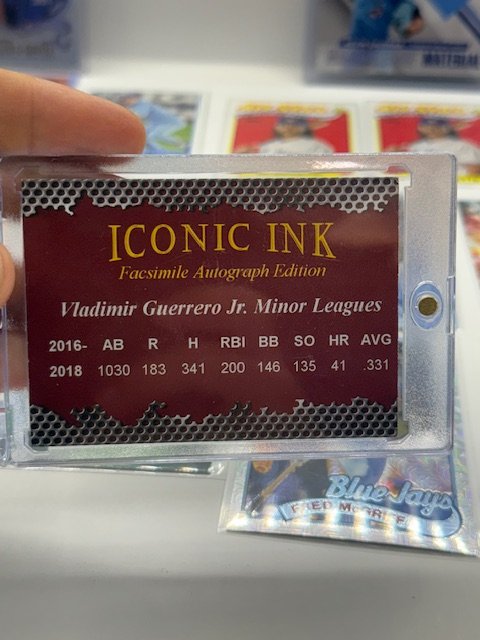 ICONIC INK
Facsimile Autograph Edition
Vladimir Guerrero Jr. Minor Leagues
2016- AB R H RBI BB SO HR AVG
2018 1030 183 341 200 146 135 41 .331
Blue Jays
FRED McGRIFF